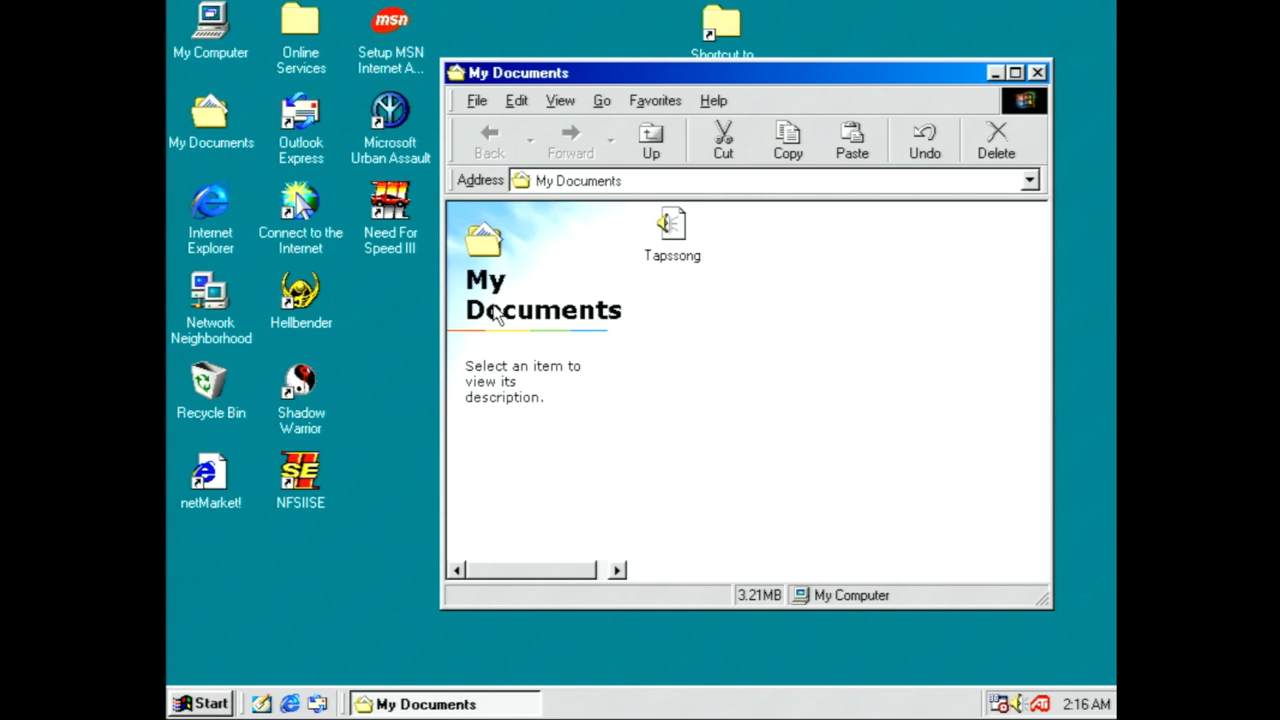 My Computer
Online
Services
msn
Setup MSN
Internet A...
Shortcut to
My Documents
Outlook
Express
Microsoft
Urban Assault
Internet
Explorer
Connect to the
Internet
Need For
Speed III
Network
Neighborhood
Hellbender
Recycle Bin
Shadow
Warrior
netMarket!
SE
NFSIISE
My Documents
File Edit View Go Favorites Help
Back Forward Up Cut Copy Paste Undo Delete
Address My Documents
My
Documents
Select an item to
view its
description.
Tapssong
3.21MB My Computer
Start My Documents 2:16 AM